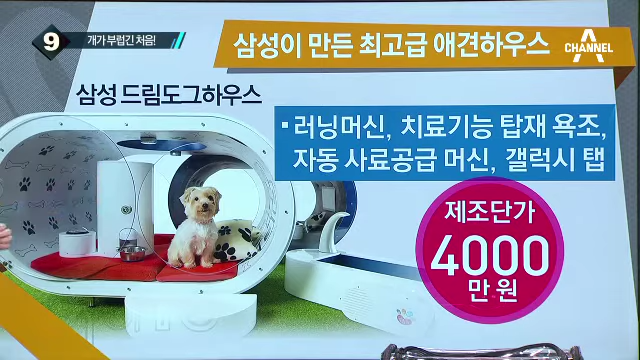 9
개가 부럽긴 처음!
삼성이 만든 최고급 애견하우스
CHANNEL A
삼성 드림도그하우스
▪러닝머신, 치료기능 탑재 욕조,
자동 사료공급 머신, 갤럭시 탭
제조단가
4000
만 원